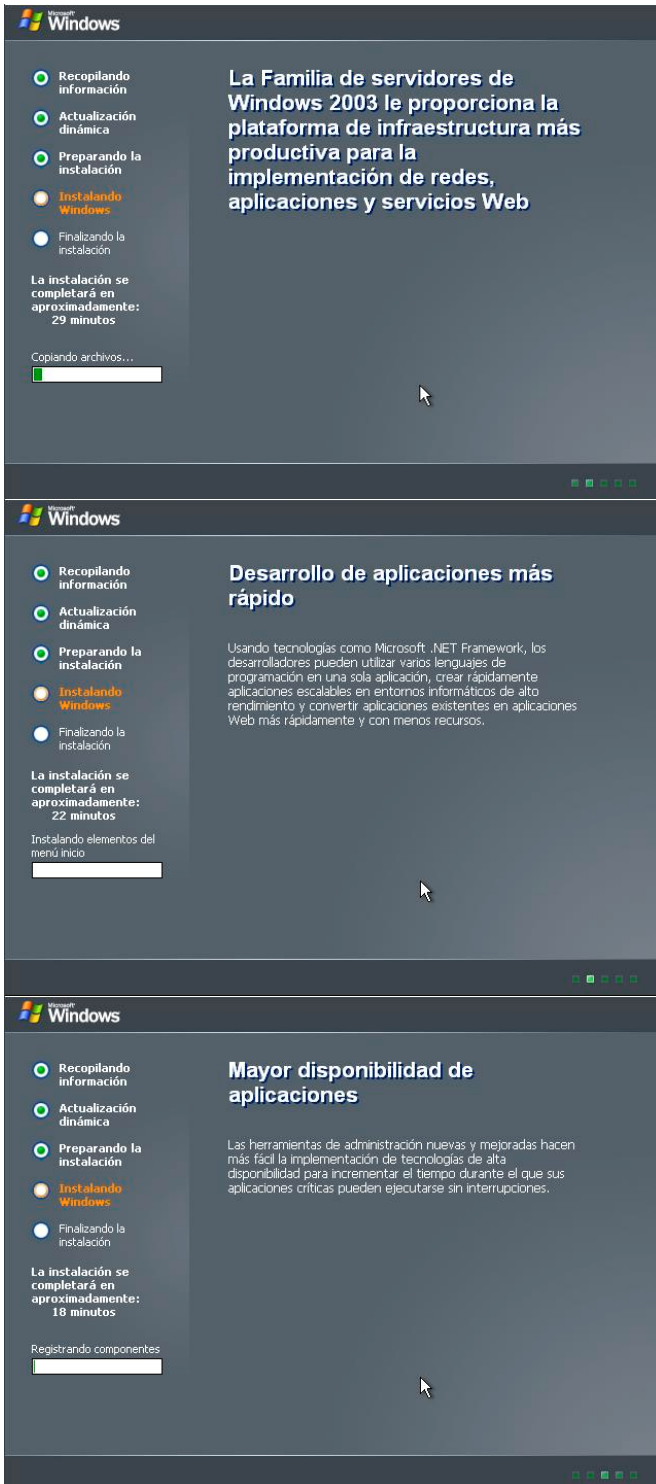 Microsoft
Windows
Recopilando
información
Actualización
dinámica
Preparando la
instalación
Instalando
Windows
Finalizando la
instalación
La instalación se
completará en
aproximadamente:
29 minutos
Copiando archivos...
La Familia de servidores de
Windows 2003 le proporciona la
plataforma de infraestructura más
productiva para la
implementación de redes,
aplicaciones y servicios Web
Microsoft
Windows
Recopilando
información
Actualización
dinámica
Preparando la
instalación
Instalando
Windows
Finalizando la
instalación
La instalación se
completará en
aproximadamente:
22 minutos
Instalando elementos del
menú inicio
Desarrollo de aplicaciones más
rápido
Usando tecnologías como Microsoft .NET Framework, los
desarrolladores pueden utilizar varios lenguajes de
programación en una sola aplicación, crear rápidamente
aplicaciones escalables en entornos informáticos de alto
rendimiento y convertir aplicaciones existentes en aplicaciones
Web más rápidamente y con menos recursos.
Microsoft
Windows
Recopilando
información
Actualización
dinámica
Preparando la
instalación
Instalando
Windows
Finalizando la
instalación
La instalación se
completará en
aproximadamente:
18 minutos
Registrando componentes
Mayor disponibilidad de
aplicaciones
Las herramientas de administración nuevas y mejoradas hacen
más fácil la implementación de tecnologías de alta
disponibilidad para incrementar el tiempo durante el que sus
aplicaciones críticas pueden ejecutarse sin interrupciones.